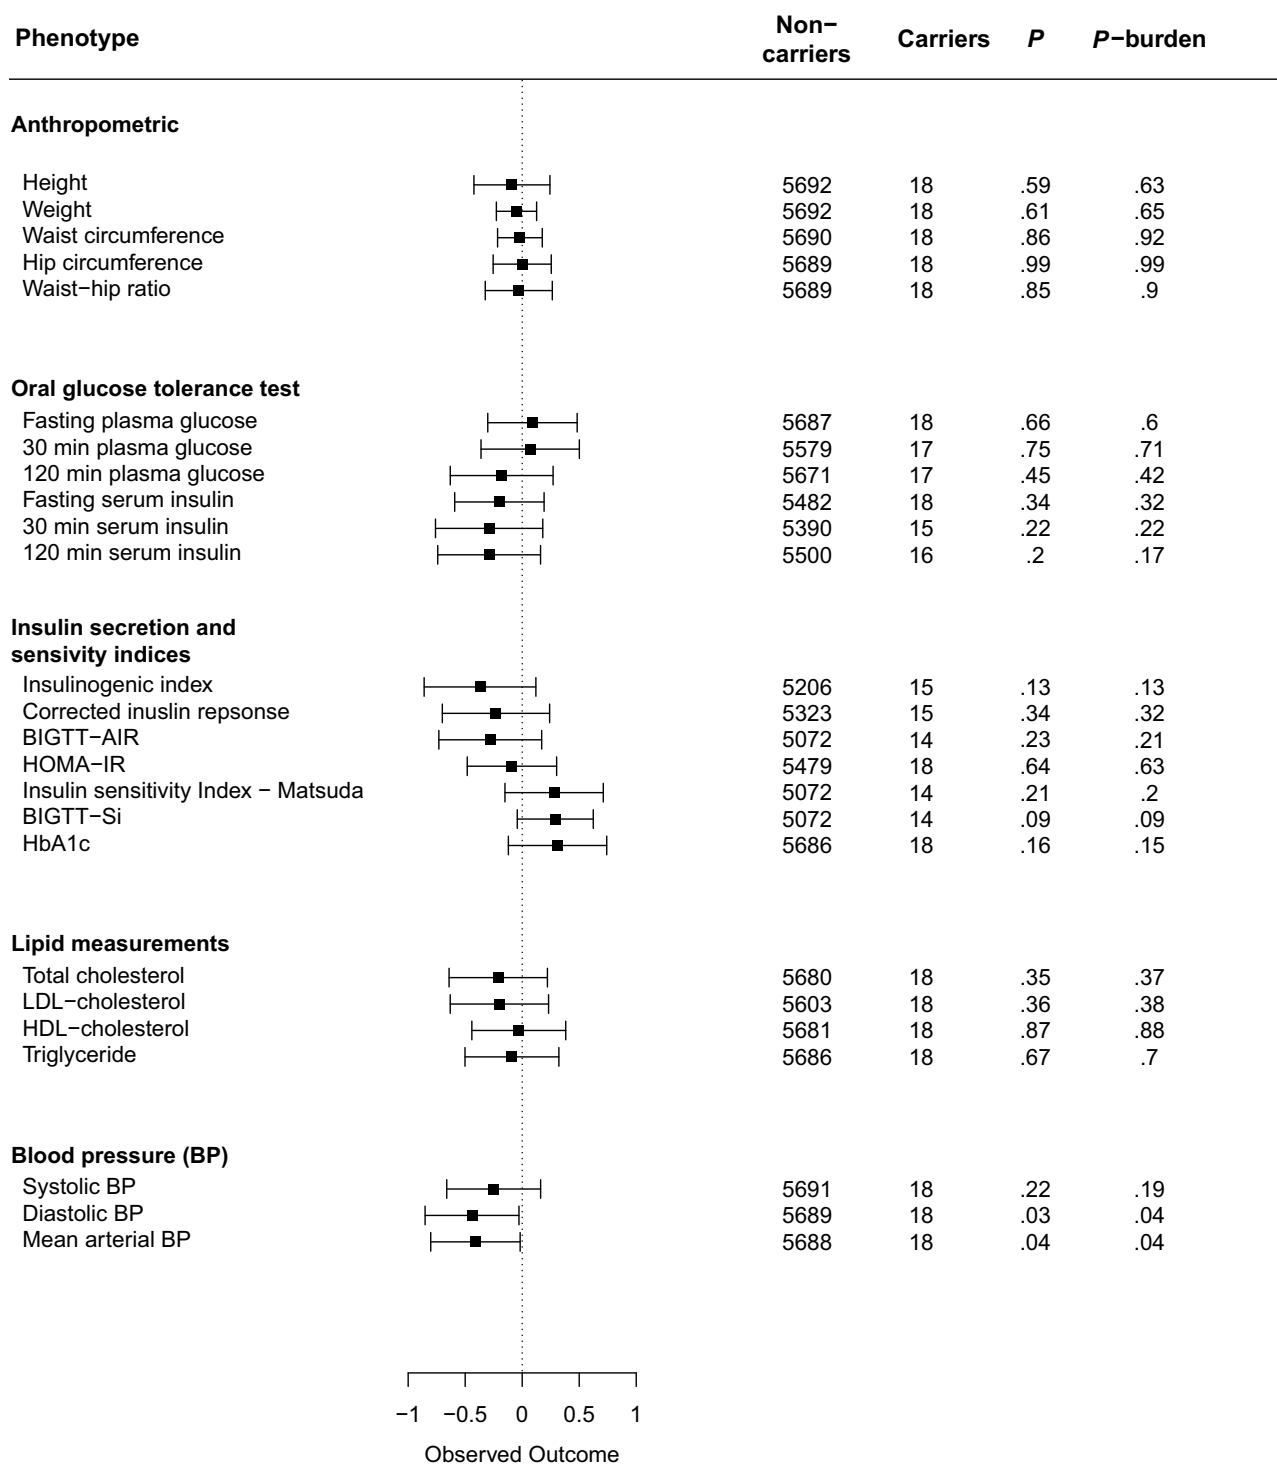 Phenotype Non− carriers Carriers P P−burden
Anthropometric
Height 5692 18 .59 .63
Weight 5692 18 .61 .65
Waist circumference 5690 18 .86 .92
Hip circumference 5689 18 .99 .99
Waist−hip ratio 5689 18 .85 .9
Oral glucose tolerance test
Fasting plasma glucose 5687 18 .66 .6
30 min plasma glucose 5579 17 .75 .71
120 min plasma glucose 5671 17 .45 .42
Fasting serum insulin 5482 18 .34 .32
30 min serum insulin 5390 15 .22 .22
120 min serum insulin 5500 16 .2 .17
Insulin secretion and
sensivity indices
Insulinogenic index 5206 15 .13 .13
Corrected inuslin repsonse 5323 15 .34 .32
BIGTT−AIR 5072 14 .23 .21
HOMA−IR 5479 18 .64 .63
Insulin sensitivity Index − Matsuda 5072 14 .21 .2
BIGTT−Si 5072 14 .09 .09
HbA1c 5686 18 .16 .15
Lipid measurements
Total cholesterol 5680 18 .35 .37
LDL−cholesterol 5603 18 .36 .38
HDL−cholesterol 5681 18 .87 .88
Triglyceride 5686 18 .67 .7
Blood pressure (BP)
Systolic BP 5691 18 .22 .19
Diastolic BP 5689 18 .03 .04
Mean arterial BP 5688 18 .04 .04
−1 −0.5 0 0.5 1
Observed Outcome